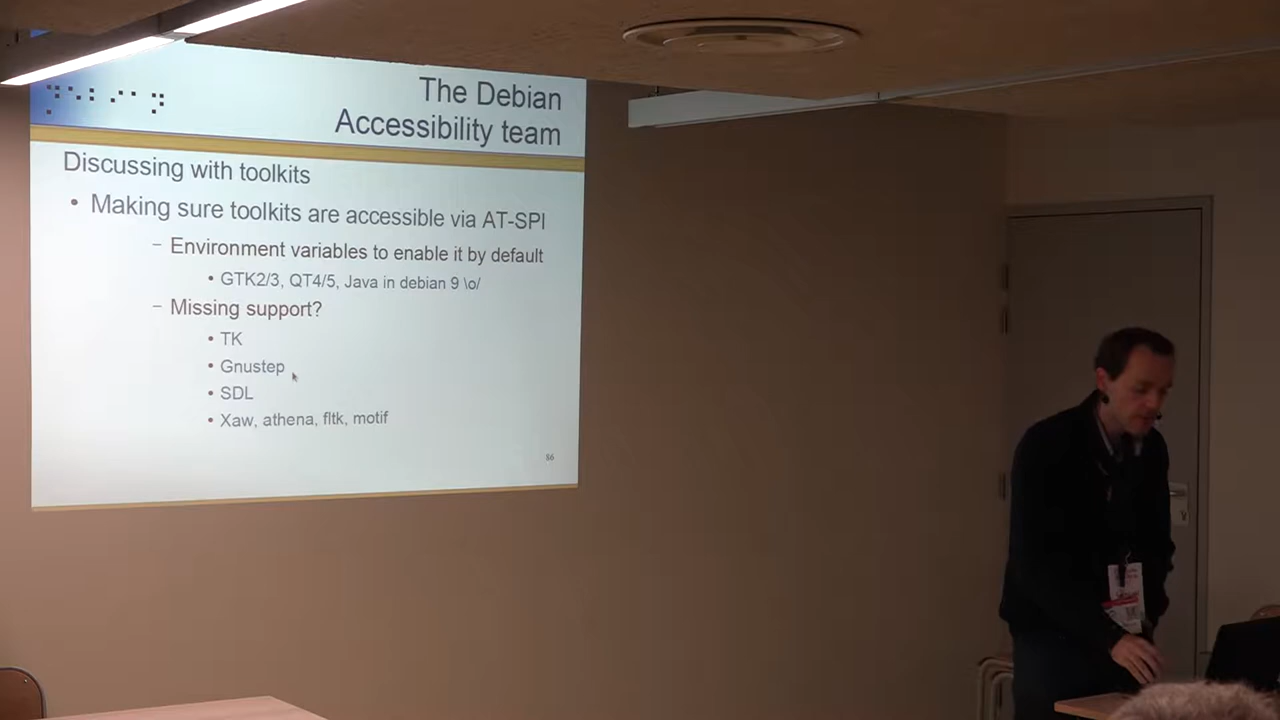 The Debian
Accessibility team
Discussing with toolkits
• Making sure toolkits are accessible via AT-SPI
– Environment variables to enable it by default
• GTK2/3, QT4/5, Java in debian 9 \o/
– Missing support?
• TK
• Gnustep
• SDL
• Xaw, athena, fltk, motif
86